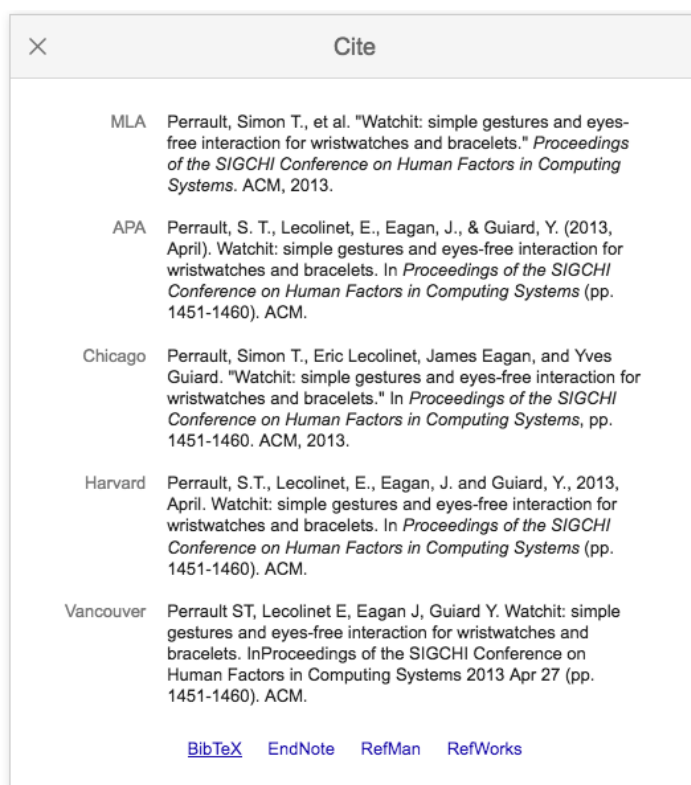 Cite
MLA Perrault, Simon T., et al. "Watchit: simple gestures and eyes-
free interaction for wristwatches and bracelets." Proceedings
of the SIGCHI Conference on Human Factors in Computing
Systems. ACM, 2013.
APA Perrault, S. T., Lecolinet, E., Eagan, J., & Guiard, Y. (2013,
April). Watchit: simple gestures and eyes-free interaction for
wristwatches and bracelets. In Proceedings of the SIGCHI
Conference on Human Factors in Computing Systems (pp.
1451-1460). ACM.
Chicago Perrault, Simon T., Eric Lecolinet, James Eagan, and Yves
Guiard. "Watchit: simple gestures and eyes-free interaction for
wristwatches and bracelets." In Proceedings of the SIGCHI
Conference on Human Factors in Computing Systems, pp.
1451-1460. ACM, 2013.
Harvard Perrault, S.T., Lecolinet, E., Eagan, J. and Guiard, Y., 2013,
April. Watchit: simple gestures and eyes-free interaction for
wristwatches and bracelets. In Proceedings of the SIGCHI
Conference on Human Factors in Computing Systems (pp.
1451-1460). ACM.
Vancouver Perrault ST, Lecolinet E, Eagan J, Guiard Y. Watchit: simple
gestures and eyes-free interaction for wristwatches and
bracelets. InProceedings of the SIGCHI Conference on
Human Factors in Computing Systems 2013 Apr 27 (pp.
1451-1460). ACM.
BibTeX EndNote RefMan RefWorks